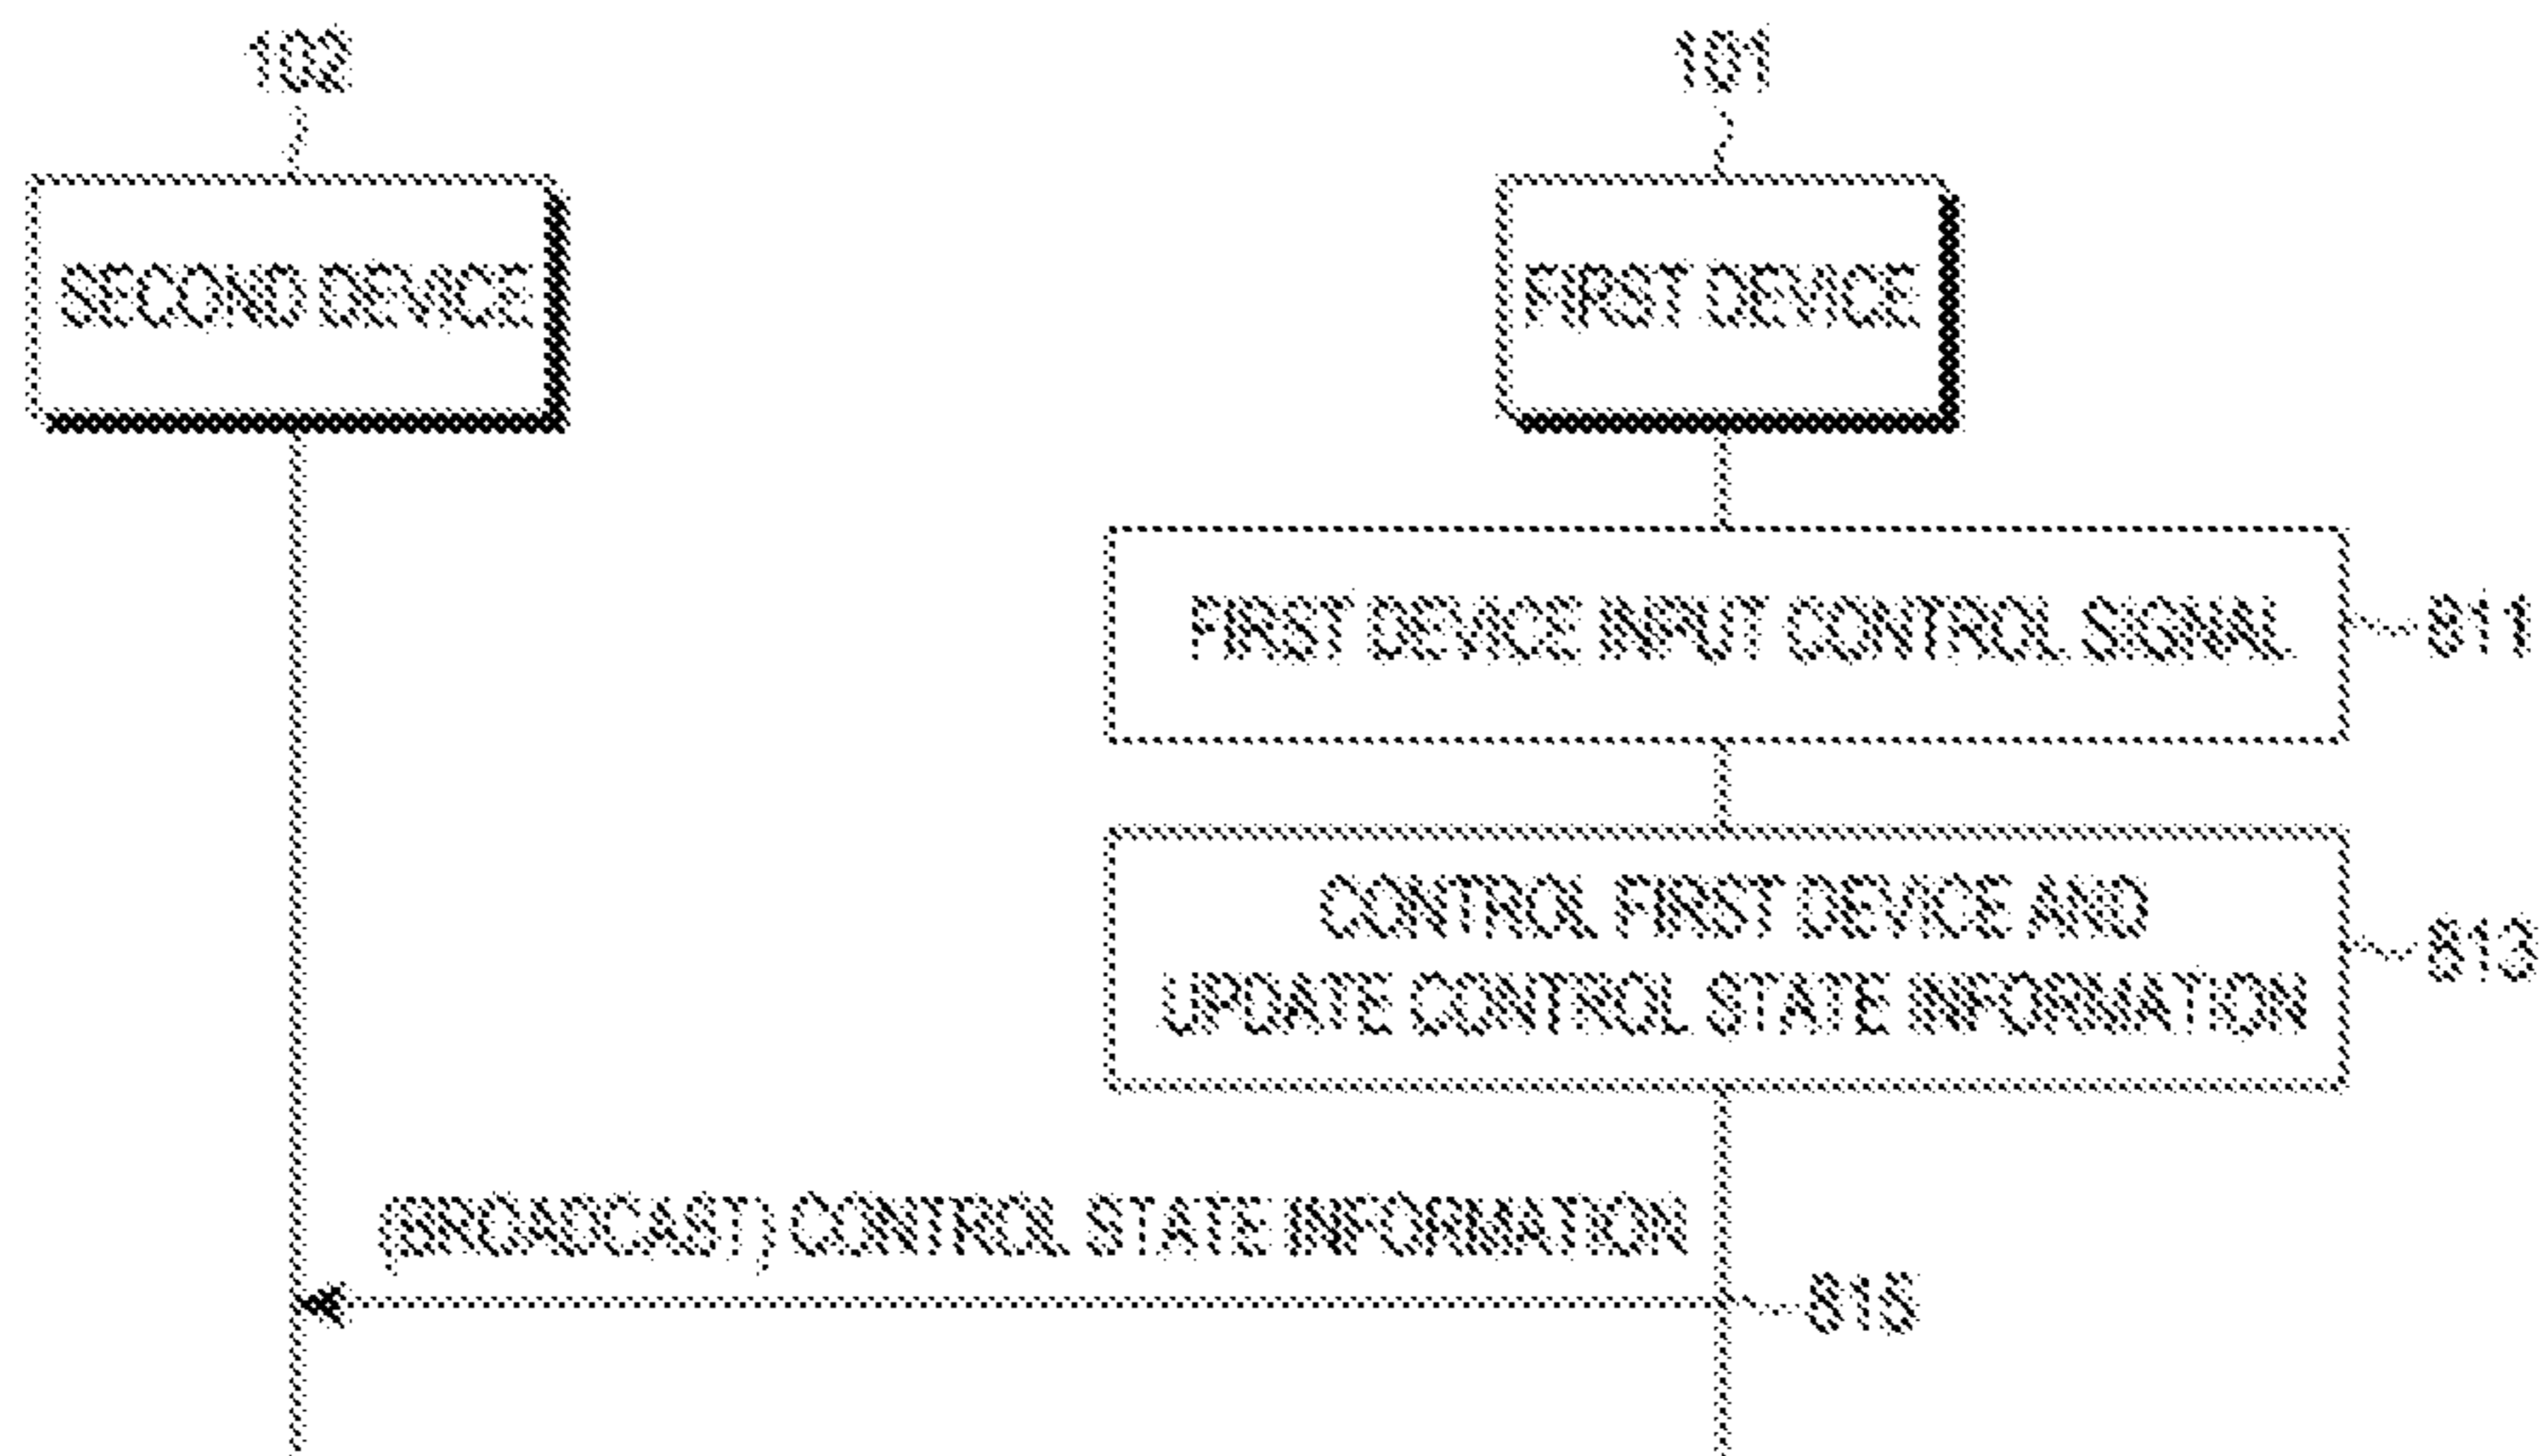 102
101
SECOND DEVICE
FIRST DEVICE
FIRST DEVICE INPUT CONTROL SIGNAL
811
CONTROL FIRST DEVICE AND
UPDATE CONTROL STATE INFORMATION
813
(BROADCAST) CONTROL STATE INFORMATION
815